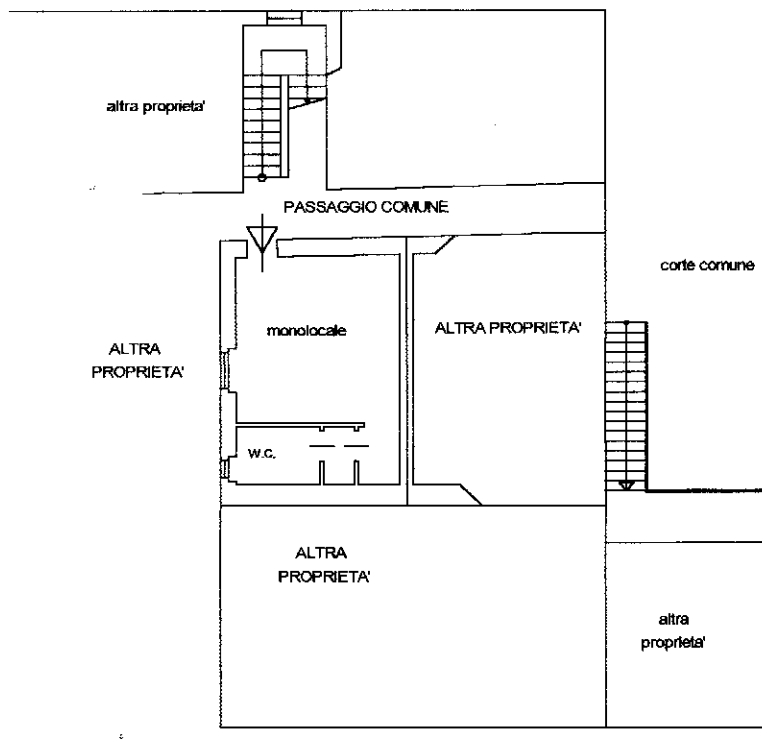 altra proprieta'
PASSAGGIO COMUNE
corte comune
monolocale
ALTRA PROPRIETA'
ALTRA
PROPRIETA'
w.c.
ALTRA
PROPRIETA'
altra
proprieta'